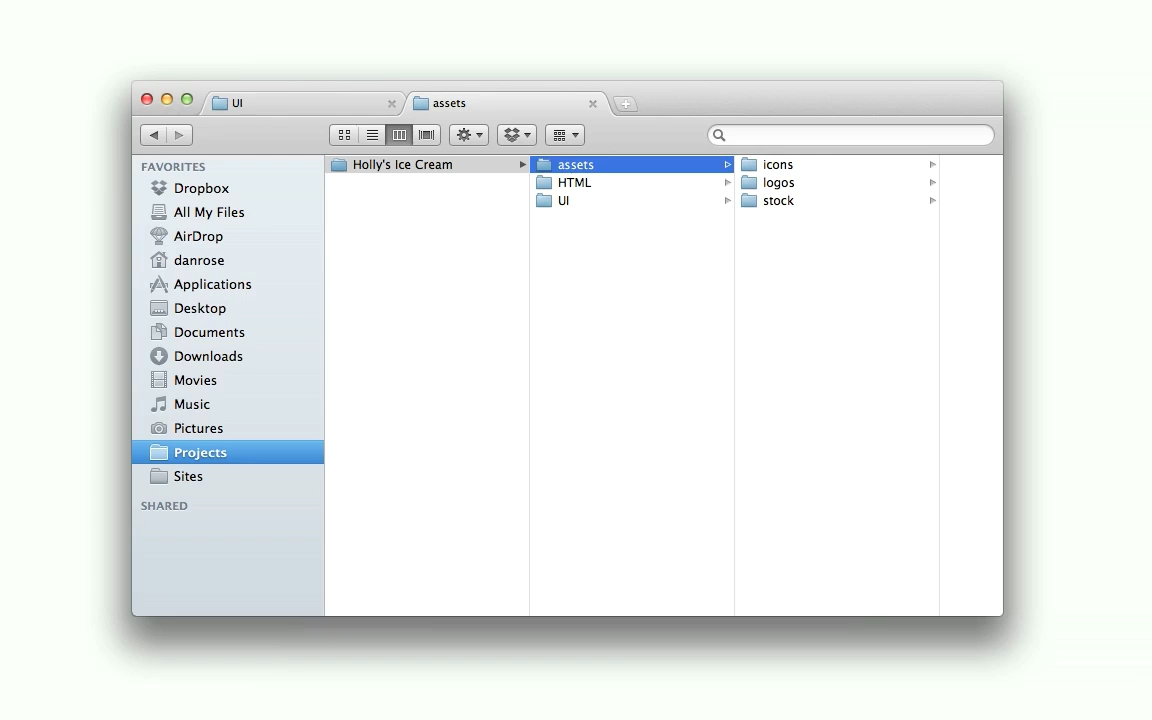 UI
assets
FAVORITES
Dropbox
All My Files
AirDrop
danrose
Applications
Desktop
Documents
Downloads
Movies
Music
Pictures
Projects
Sites
SHARED
Holly's Ice Cream
assets
HTML
UI
icons
logos
stock